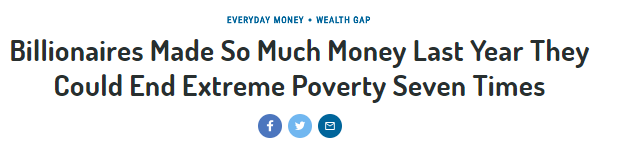 EVERYDAY MONEY • WEALTH GAP
Billionaires Made So Much Money Last Year They
Could End Extreme Poverty Seven Times